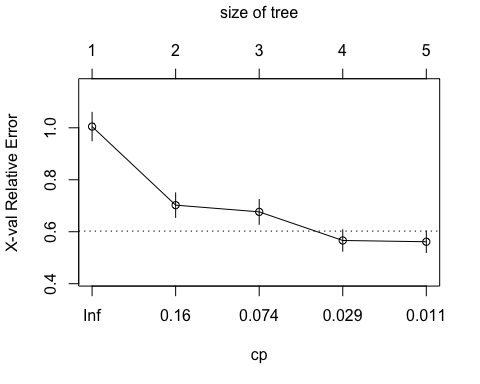 size of tree
1 2 3 4 5
X-val Relative Error
1.0
0.8
0.6
0.4
Inf 0.16 0.074 0.029 0.011
cp